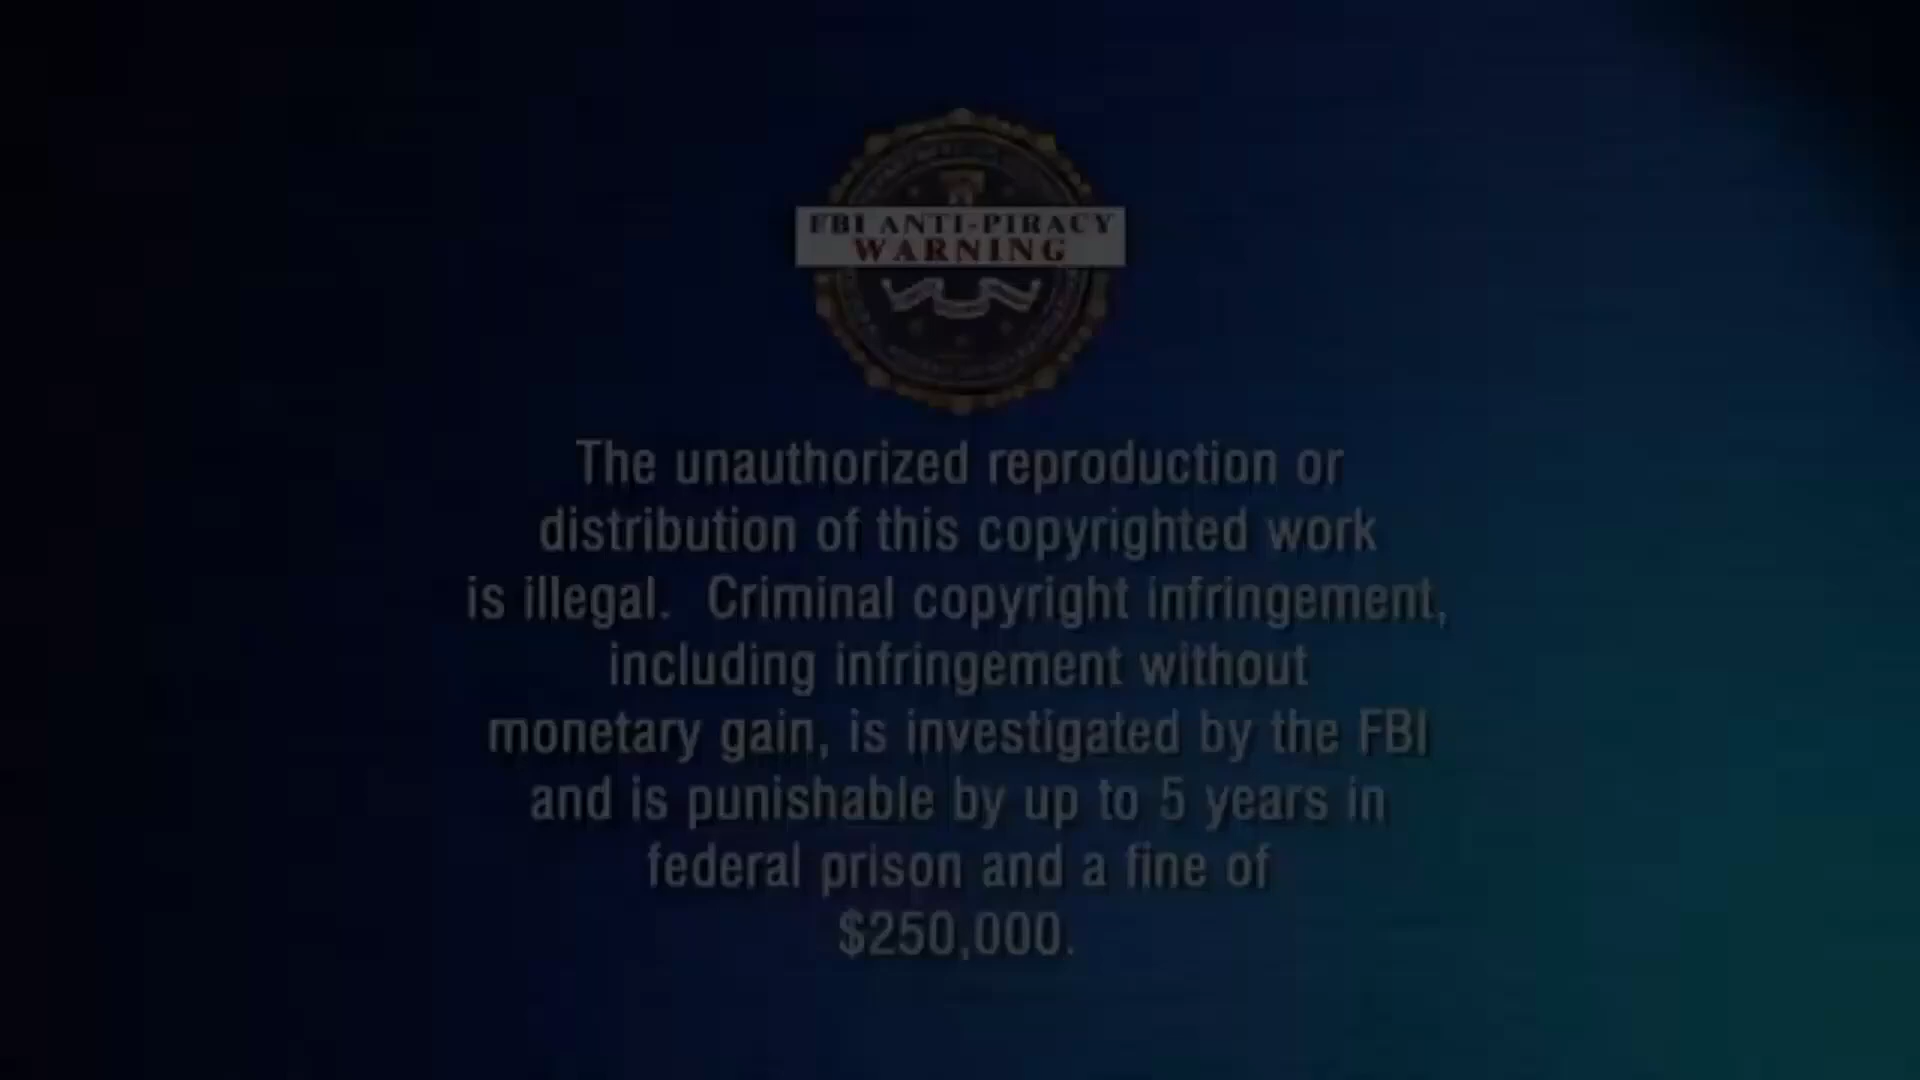 FBI ANTI-PIRACY
WARNING
The unauthorized reproduction or
distribution of this copyrighted work
is illegal.  Criminal copyright infringement,
including infringement without
monetary gain, is investigated by the FBI
and is punishable by up to 5 years in
federal prison and a fine of
$250,000.